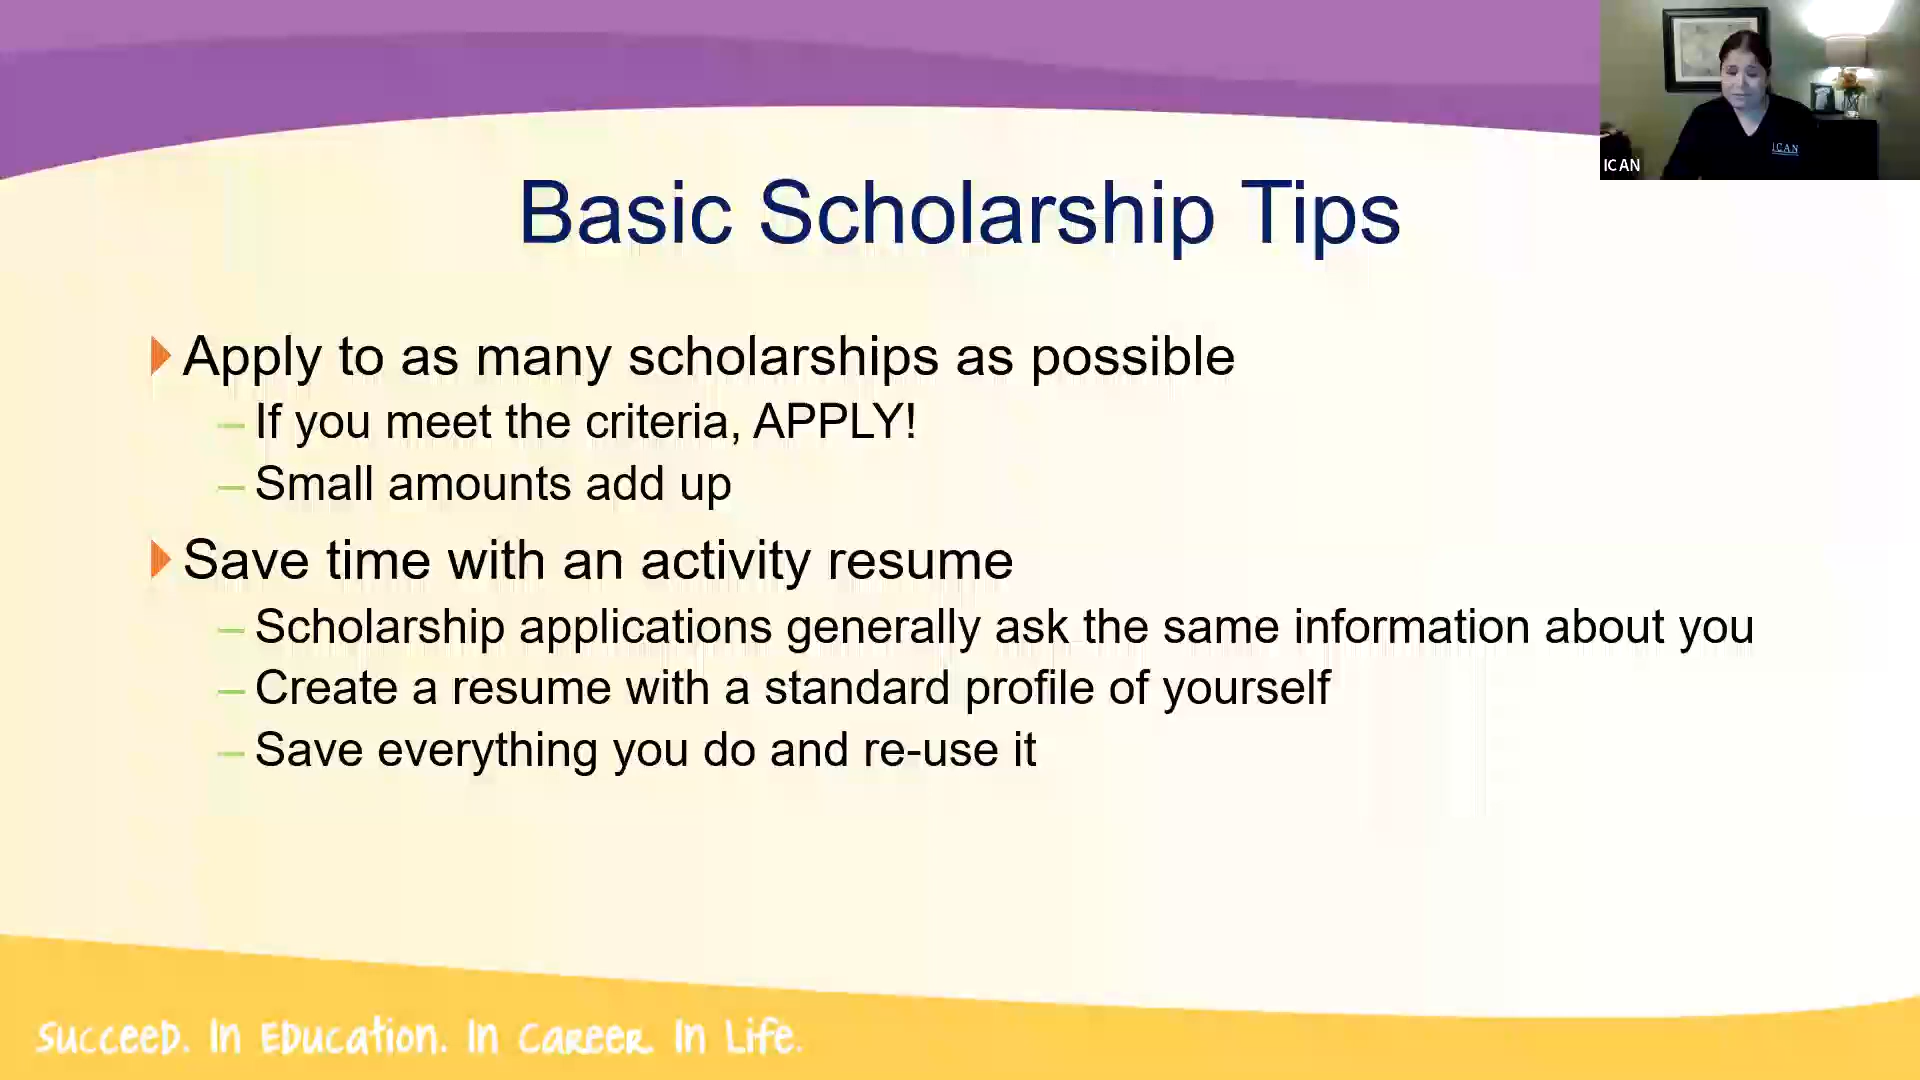 ICAN
ICAN
Basic Scholarship Tips
Apply to as many scholarships as possible
– If you meet the criteria, APPLY!
– Small amounts add up
Save time with an activity resume
– Scholarship applications generally ask the same information about you
– Create a resume with a standard profile of yourself
– Save everything you do and re-use it
Succeed. In Education. In Career. In Life.